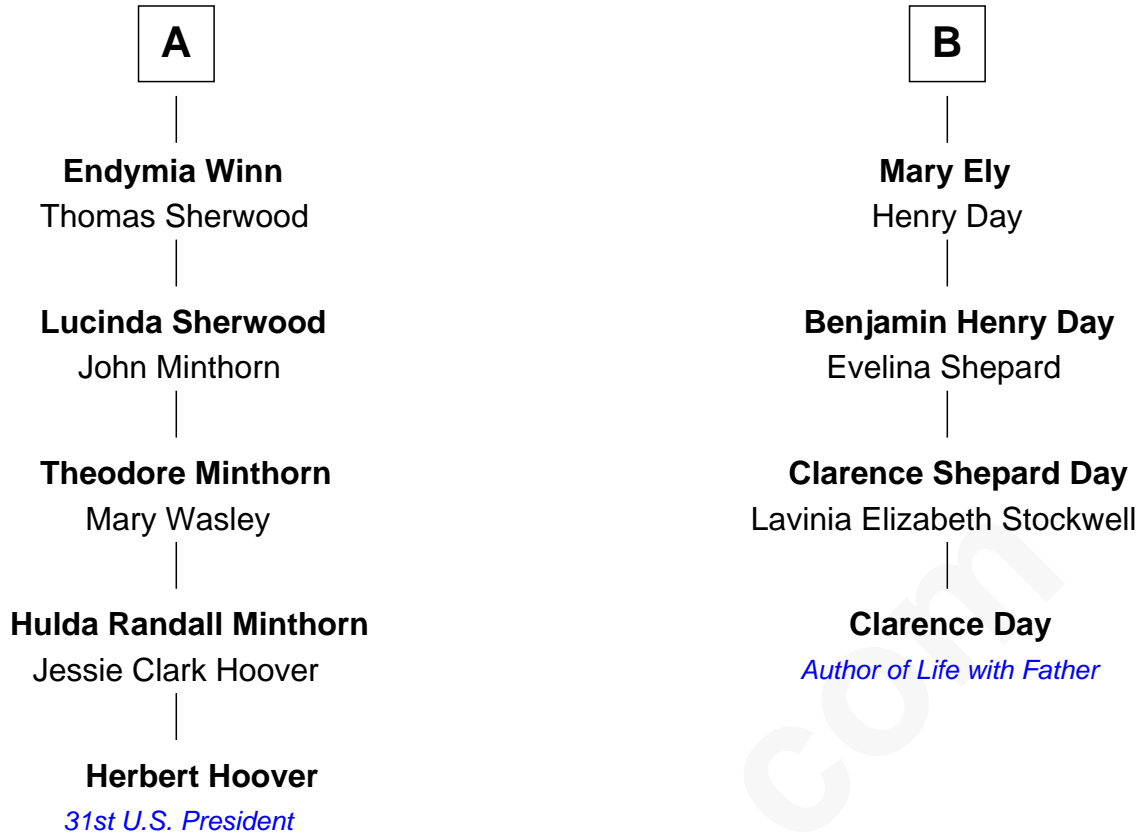 A
Endymia Winn
Thomas Sherwood
Lucinda Sherwood
John Minthorn
Theodore Minthorn
Mary Wasley
Hulda Randall Minthorn
Jessie Clark Hoover
Herbert Hoover
31st U.S. President
B
Mary Ely
Henry Day
Benjamin Henry Day
Evelina Shepard
Clarence Shepard Day
Lavinia Elizabeth Stockwell
Clarence Day
Author of Life with Father
com